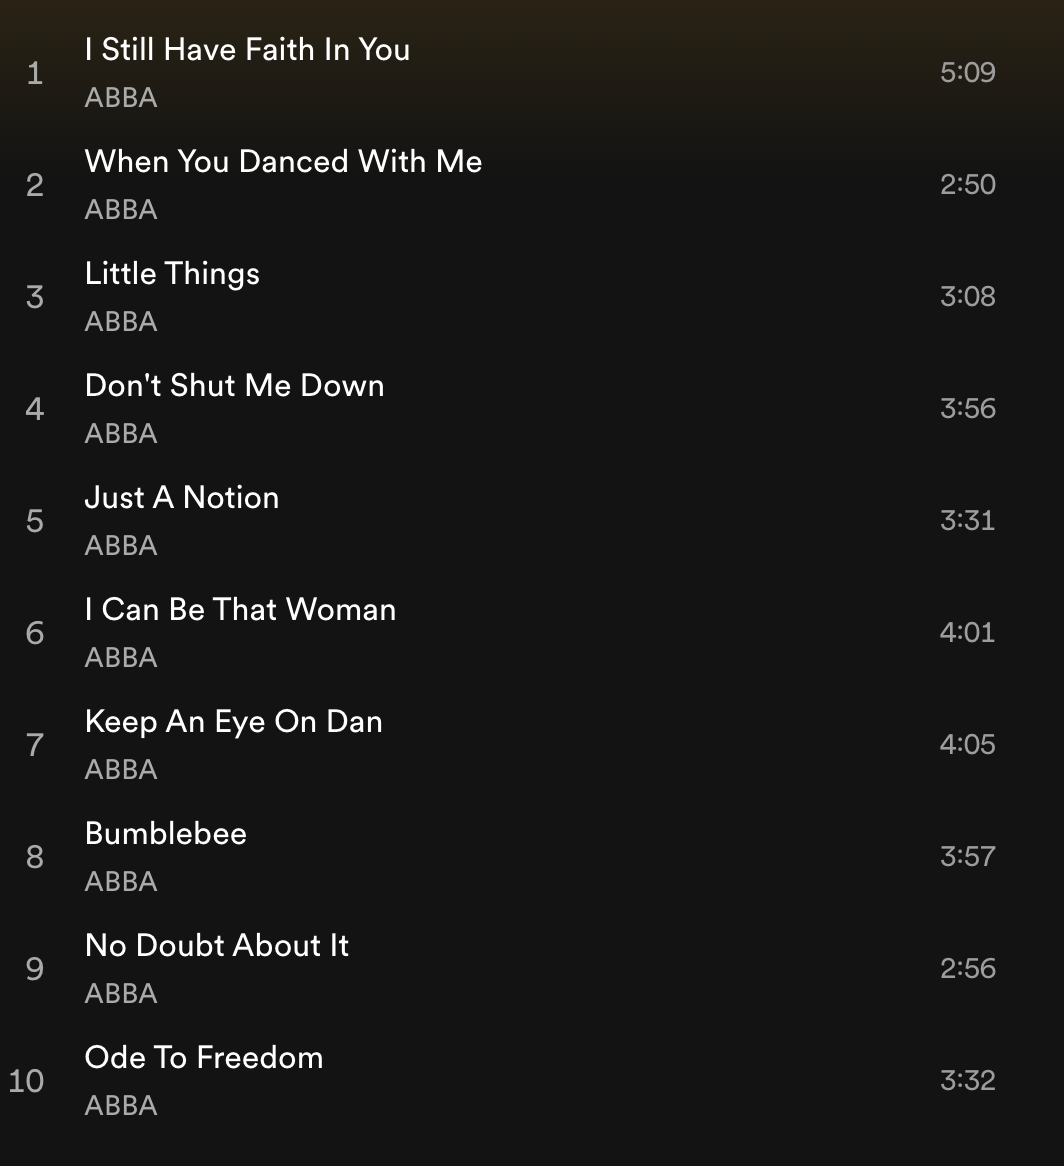 1
I Still Have Faith In You
ABBA
5:09
2
When You Danced With Me
ABBA
2:50
3
Little Things
ABBA
3:08
4
Don't Shut Me Down
ABBA
3:56
5
Just A Notion
ABBA
3:31
6
I Can Be That Woman
ABBA
4:01
7
Keep An Eye On Dan
ABBA
4:05
8
Bumblebee
ABBA
3:57
9
No Doubt About It
ABBA
2:56
10
Ode To Freedom
ABBA
3:32